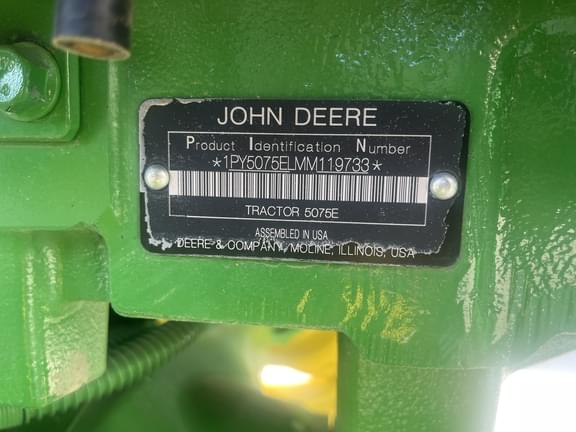 JOHN DEERE
Product Identification Number
*1PY5075ELMM119733*
TRACTOR 5075E
ASSEMBLED IN USA
DEERE & COMPANY, MOLINE, ILLINOIS, USA